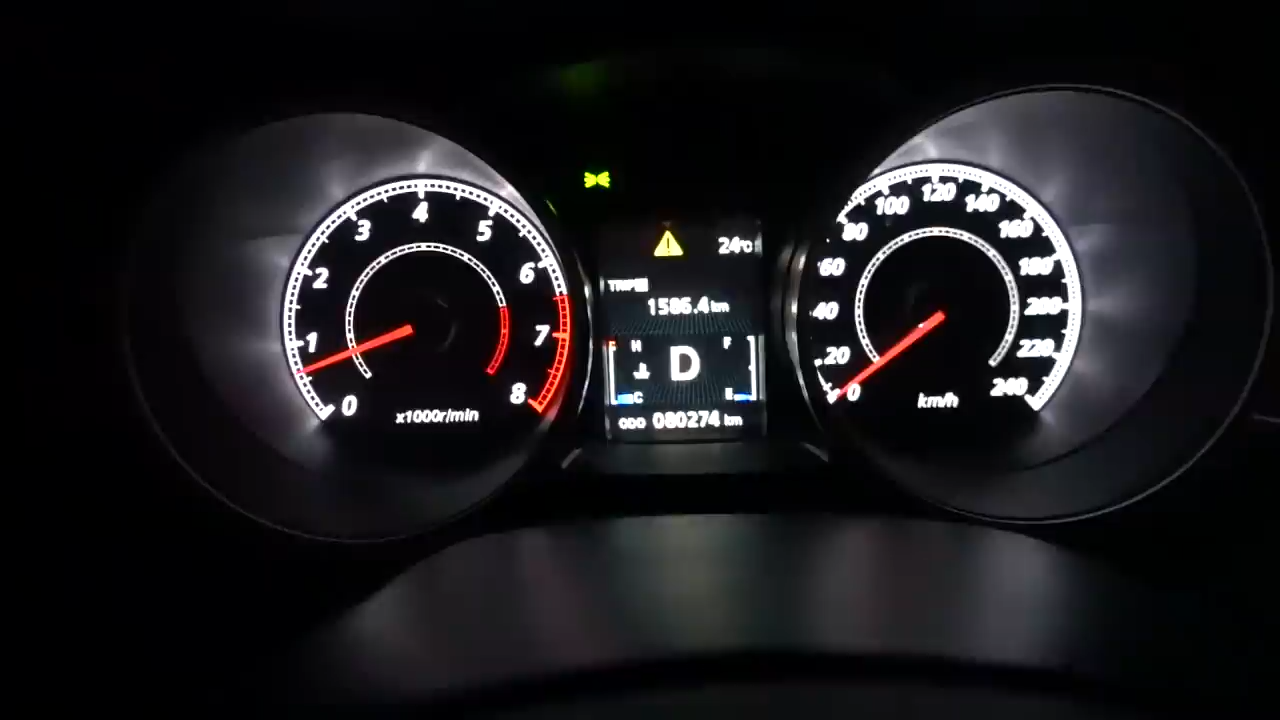 0 1 2 3 4 5 6 7 8
x1000r/min
24°C
TRIP
1586.4 km
H F
D
C E
ODO 080274 km
0 20 40 60 80 100 120 140 160 180 200 220 240
km/h